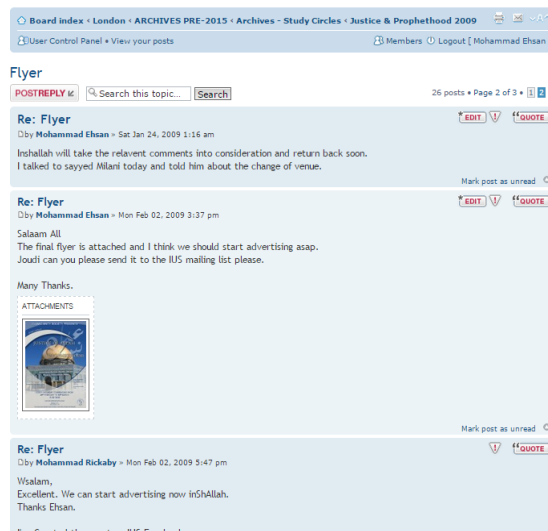 Board index ‹ London ‹ ARCHIVES PRE-2015 ‹ Archives - Study Circles ‹ Justice & Prophethood 2009
User Control Panel • View your posts
Members
Logout [ Mohammad Ehsan
Flyer
POSTREPLY
Search this topic...
Search
26 posts • Page 2 of 3 • 1 2
Re: Flyer
EDIT
QUOTE
by Mohammad Ehsan » Sat Jan 24, 2009 1:16 am
Inshallah will take the relavent comments into consideration and return back soon.
I talked to sayyed Milani today and told him about the change of venue.
Mark post as unread
Re: Flyer
EDIT
QUOTE
by Mohammad Ehsan » Mon Feb 02, 2009 3:37 pm
Salaam All
The final flyer is attached and I think we should start advertising asap.
Joudi can you please send it to the IUS mailing list please.
Many Thanks.
ATTACHMENTS
Mark post as unread
Re: Flyer
QUOTE
by Mohammad Rickaby » Mon Feb 02, 2009 5:47 pm
Wsalam,
Excellent. We can start advertising now inShAllah.
Thanks Ehsan.